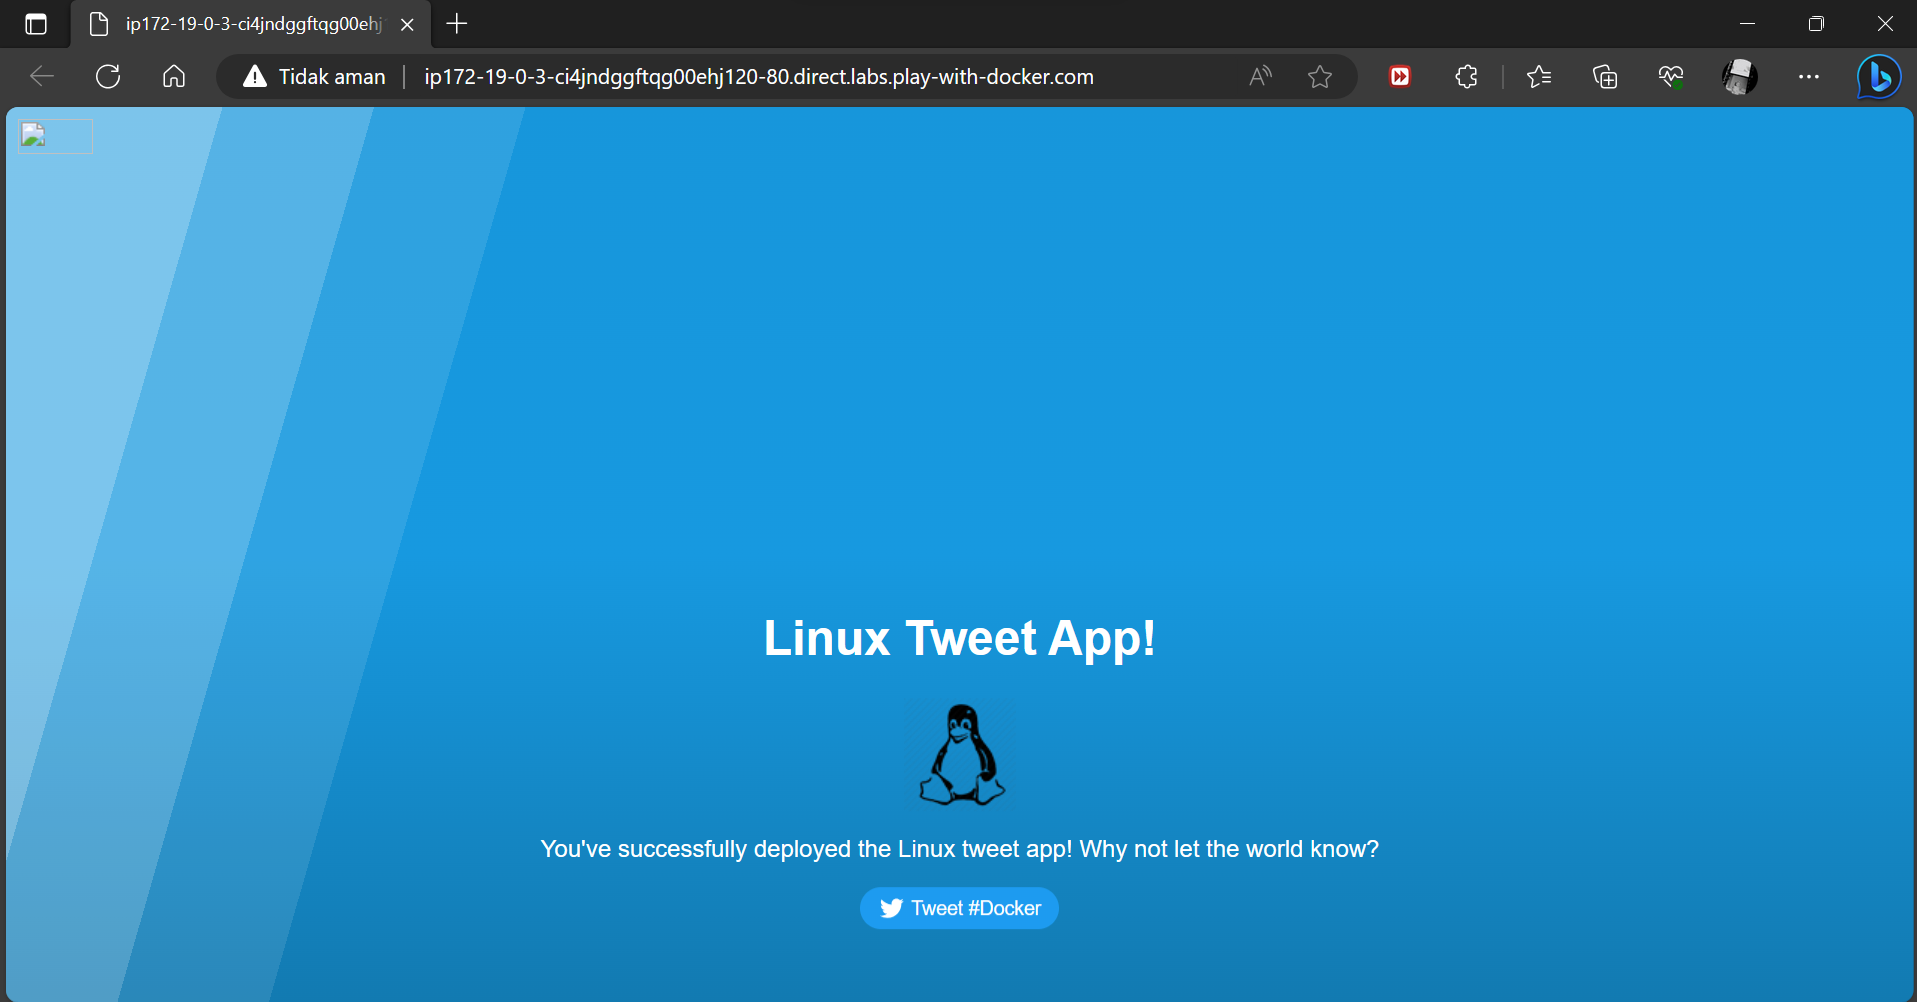 ip172-19-0-3-ci4jndggftqg00ehj
Tidak aman
ip172-19-0-3-ci4jndggftqg00ehj120-80.direct.labs.play-with-docker.com
Linux Tweet App!
You've successfully deployed the Linux tweet app! Why not let the world know?
Tweet #Docker